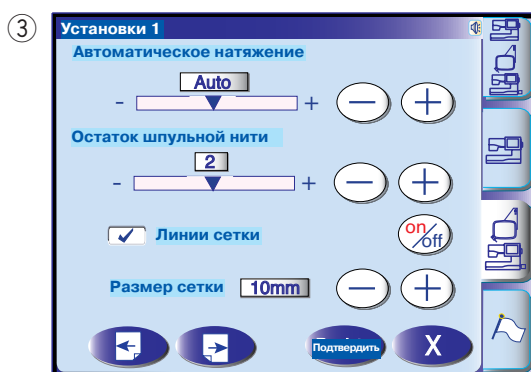 ③
Установки 1
Автоматическое натяжение
Auto
- +
− +
Остаток шпульной нити
2
- +
− +
✓ Линии сетки
on/off
Размер сетки 10mm
− +
Подтвердить X